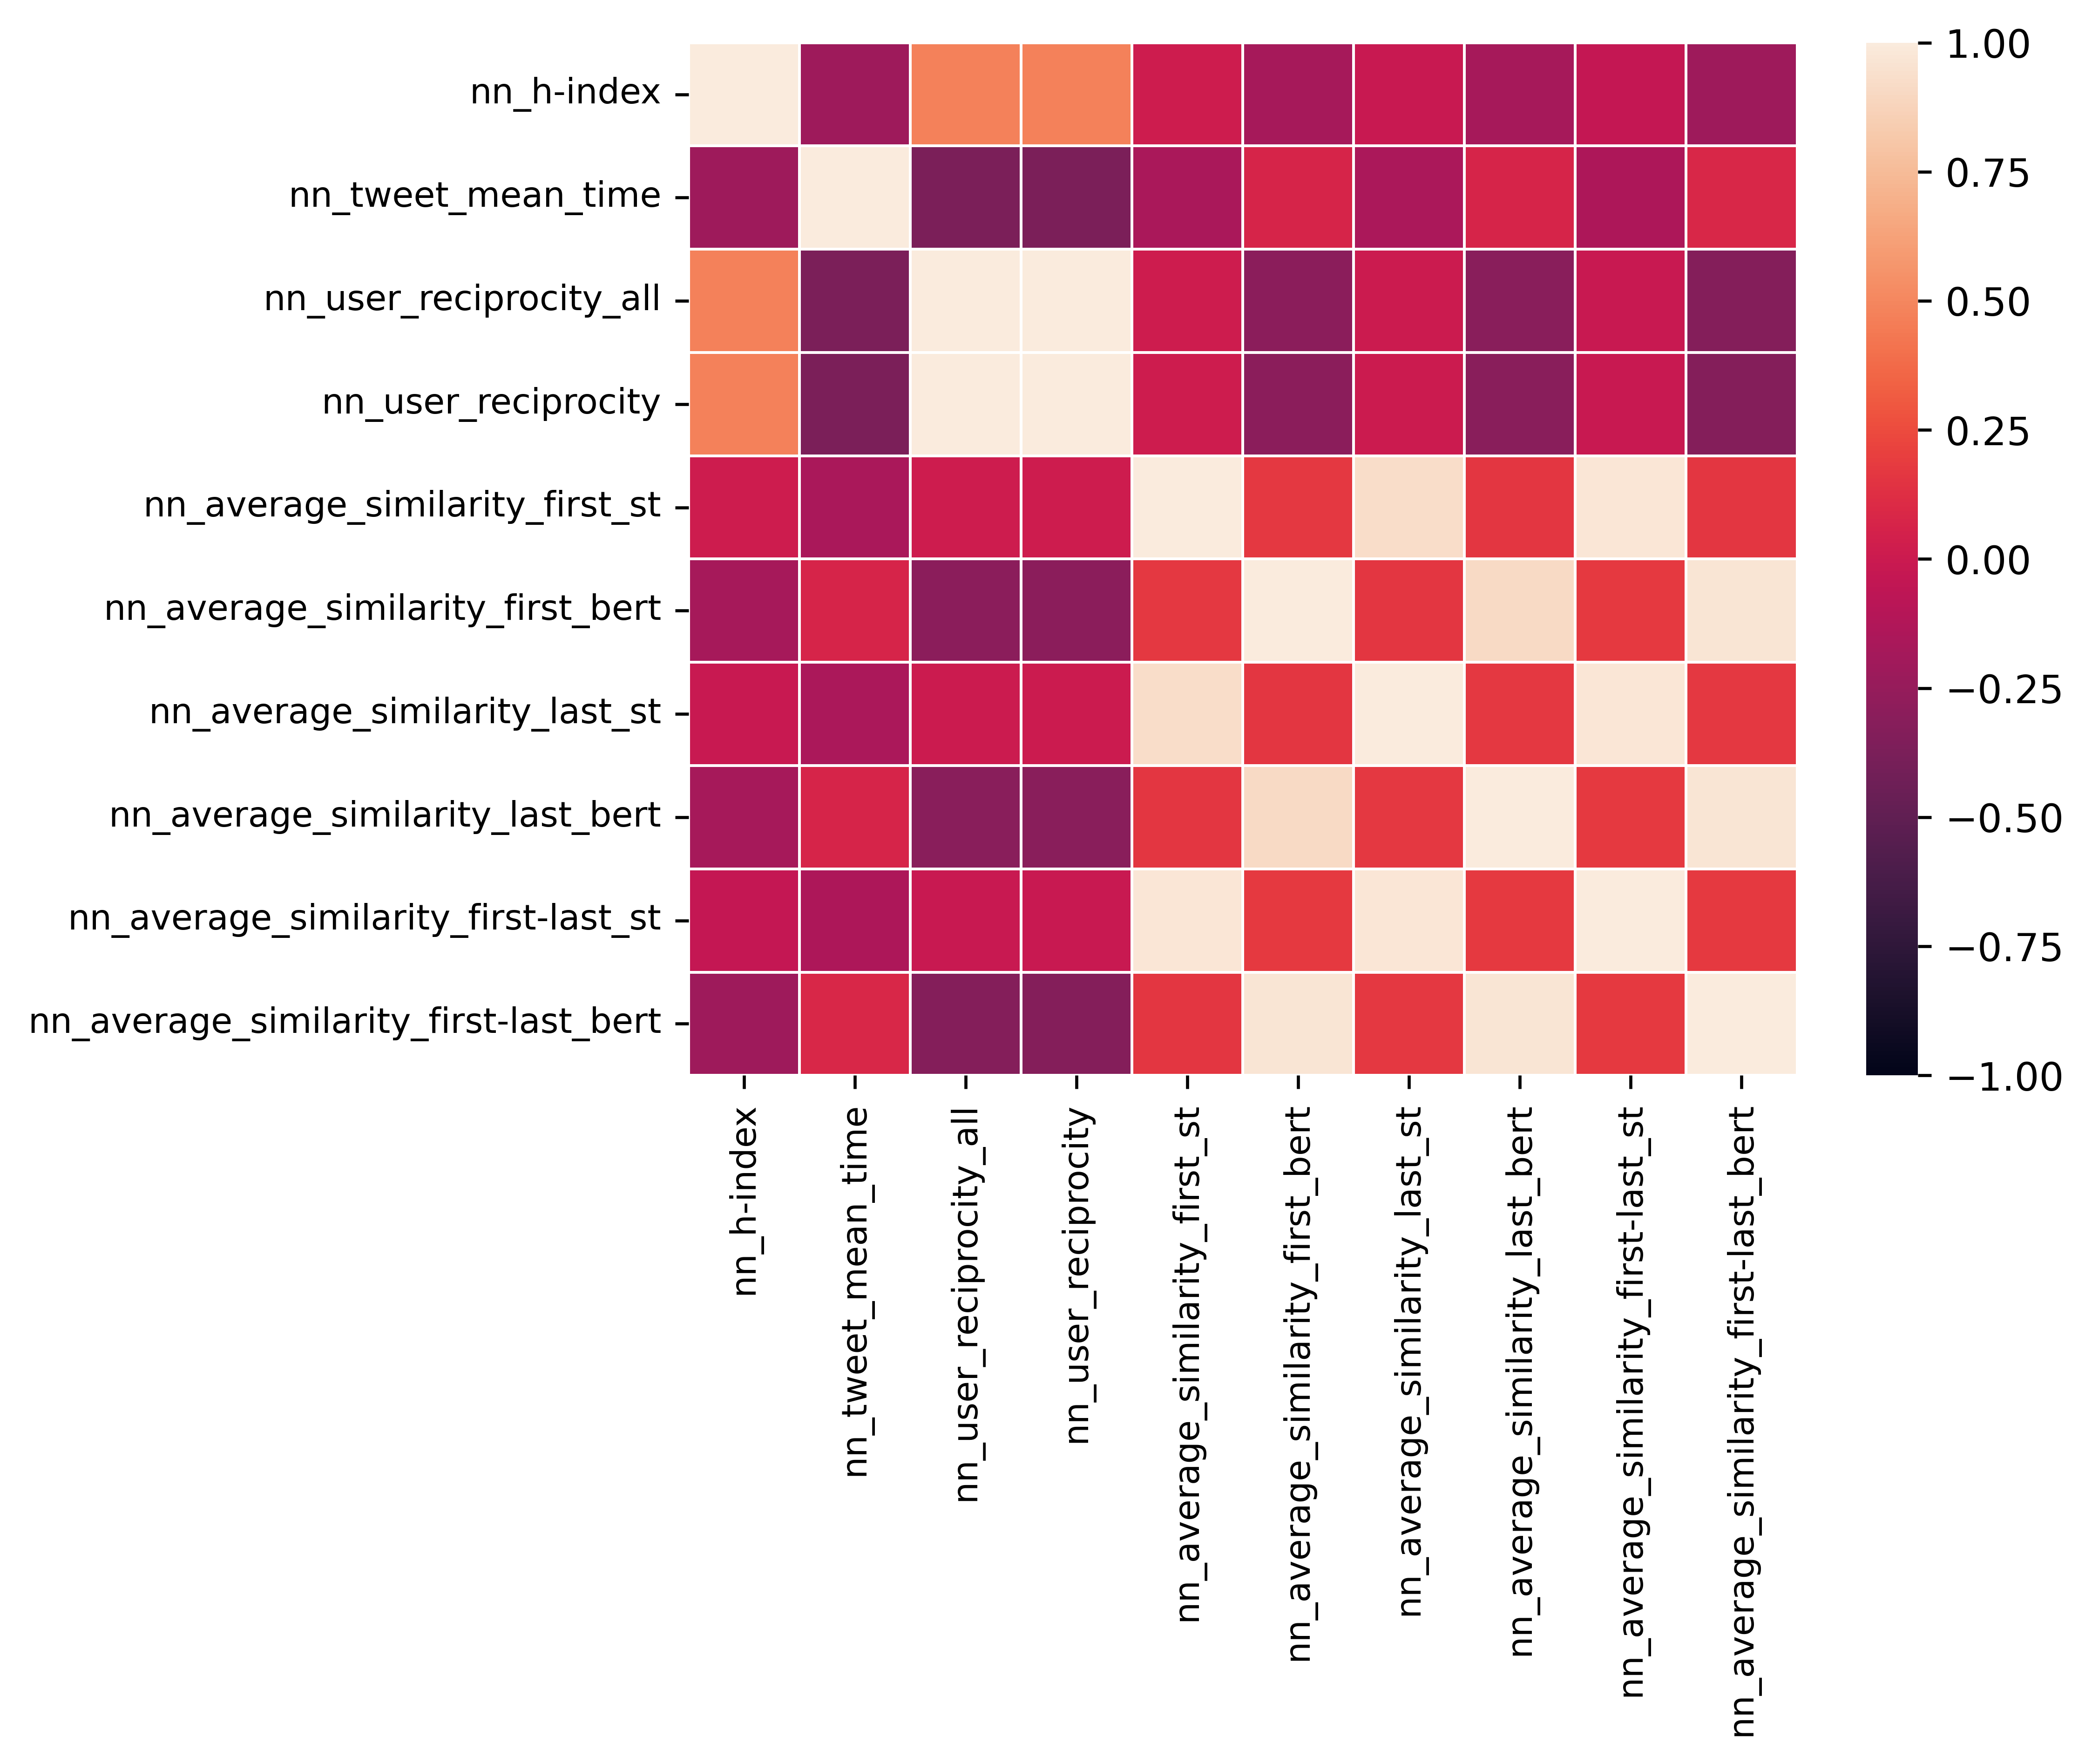 nn_h-index
nn_tweet_mean_time
nn_user_reciprocity_all
nn_user_reciprocity
nn_average_similarity_first_st
nn_average_similarity_first_bert
nn_average_similarity_last_st
nn_average_similarity_last_bert
nn_average_similarity_first-last_st
nn_average_similarity_first-last_bert
nn_h-index
nn_tweet_mean_time
nn_user_reciprocity_all
nn_user_reciprocity
nn_average_similarity_first_st
nn_average_similarity_first_bert
nn_average_similarity_last_st
nn_average_similarity_last_bert
nn_average_similarity_first-last_st
nn_average_similarity_first-last_bert
1.00
0.75
0.50
0.25
0.00
−0.25
−0.50
−0.75
−1.00